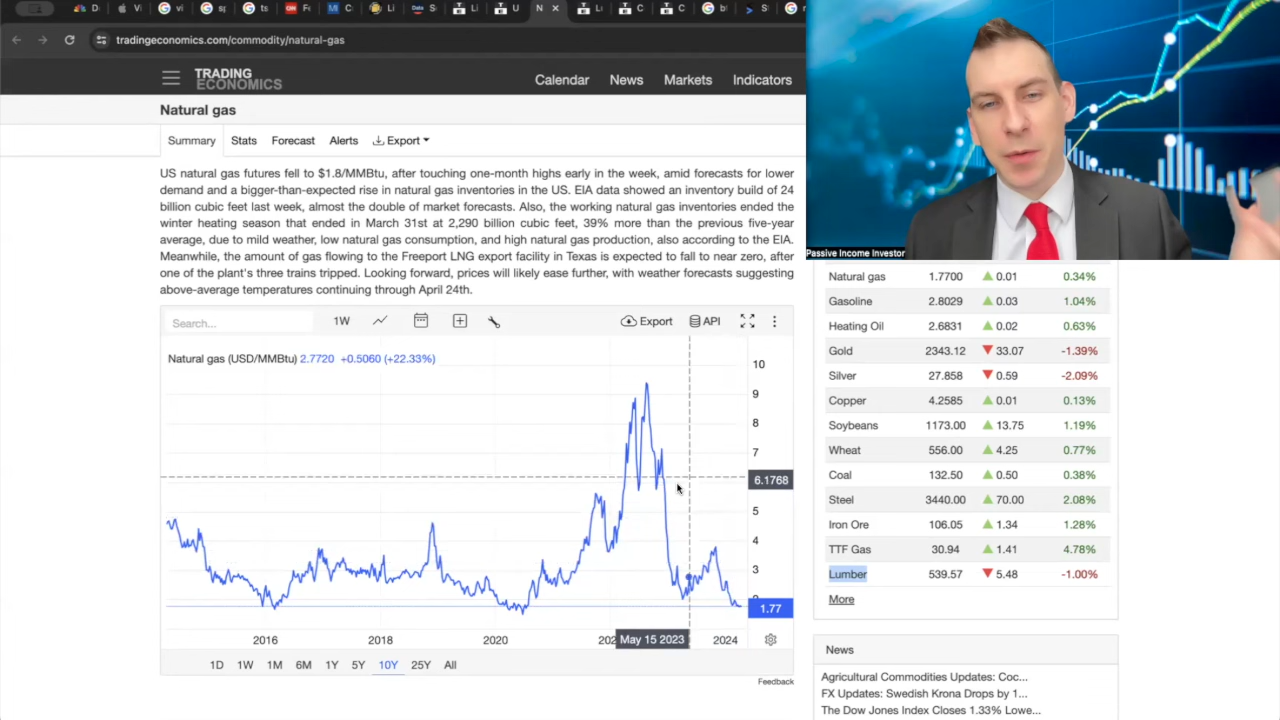 Di
Vi
vi
s
ts
Fe
C
Li
Se
Li
U
N
Li
C
C
b
S
n
tradingeconomics.com/commodity/natural-gas
TRADING
ECONOMICS
Calendar News Markets Indicators
Natural gas
Summary Stats Forecast Alerts Export
US natural gas futures fell to $1.8/MMBtu, after touching one-month highs early in the week, amid forecasts for lower
demand and a bigger-than-expected rise in natural gas inventories in the US. EIA data showed an inventory build of 24
billion cubic feet last week, almost the double of market forecasts. Also, the working natural gas inventories ended the
winter heating season that ended in March 31st at 2,290 billion cubic feet, 39% more than the previous five-year
average, due to mild weather, low natural gas consumption, and high natural gas production, also according to the EIA.
Meanwhile, the amount of gas flowing to the Freeport LNG export facility in Texas is expected to fall to near zero, after
one of the plant's three trains tripped. Looking forward, prices will likely ease further, with weather forecasts suggesting
above-average temperatures continuing through April 24th.
Search... 1W Export API
Natural gas (USD/MMBtu) 2.7720 +0.5060 (+22.33%)
10
9
8
7
6.1768
5
4
3
1.77
2016 2018 2020 202 May 15 2023 2024
1D 1W 1M 6M 1Y 5Y 10Y 25Y All
Feedback
Passive Income Investor
Natural gas 1.7700 0.01 0.34%
Gasoline 2.8029 0.03 1.04%
Heating Oil 2.6831 0.02 0.63%
Gold 2343.12 33.07 -1.39%
Silver 27.858 0.59 -2.09%
Copper 4.2585 0.01 0.13%
Soybeans 1173.00 13.75 1.19%
Wheat 556.00 4.25 0.77%
Coal 132.50 0.50 0.38%
Steel 3440.00 70.00 2.08%
Iron Ore 106.05 1.34 1.28%
TTF Gas 30.94 1.41 4.78%
Lumber 539.57 5.48 -1.00%
More
News
Agricultural Commodities Updates: Coc...
FX Updates: Swedish Krona Drops by 1...
The Dow Jones Index Closes 1.33% Lowe...